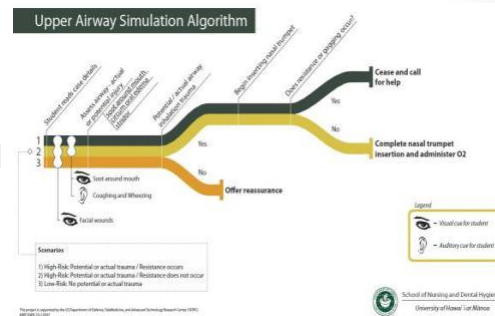 Upper Airway Simulation Algorithm
Student reads case details
Assess airway - actual
or potential injury
Soot around mouth
stridor
Potential / actual airway
inhalation trauma
Begin inserting nasal trumpet
Does resistance or gagging occur?
1
2
3
Yes
No
Yes
No
Cease and call
for help
Complete nasal trumpet
insertion and administer O2
Offer reassurance
Soot around mouth
Coughing and Wheezing
Facial wounds
Legend
- Visual cue for student
- Auditory cue for student
Scenarios
1) High-Risk: Potential or actual trauma / Resistance occurs
2) High-Risk: Potential or actual trauma / Resistance does not occur
3) Low-Risk: No potential or actual trauma
School of Nursing and Dental Hygiene
University of Hawai'i at Mānoa